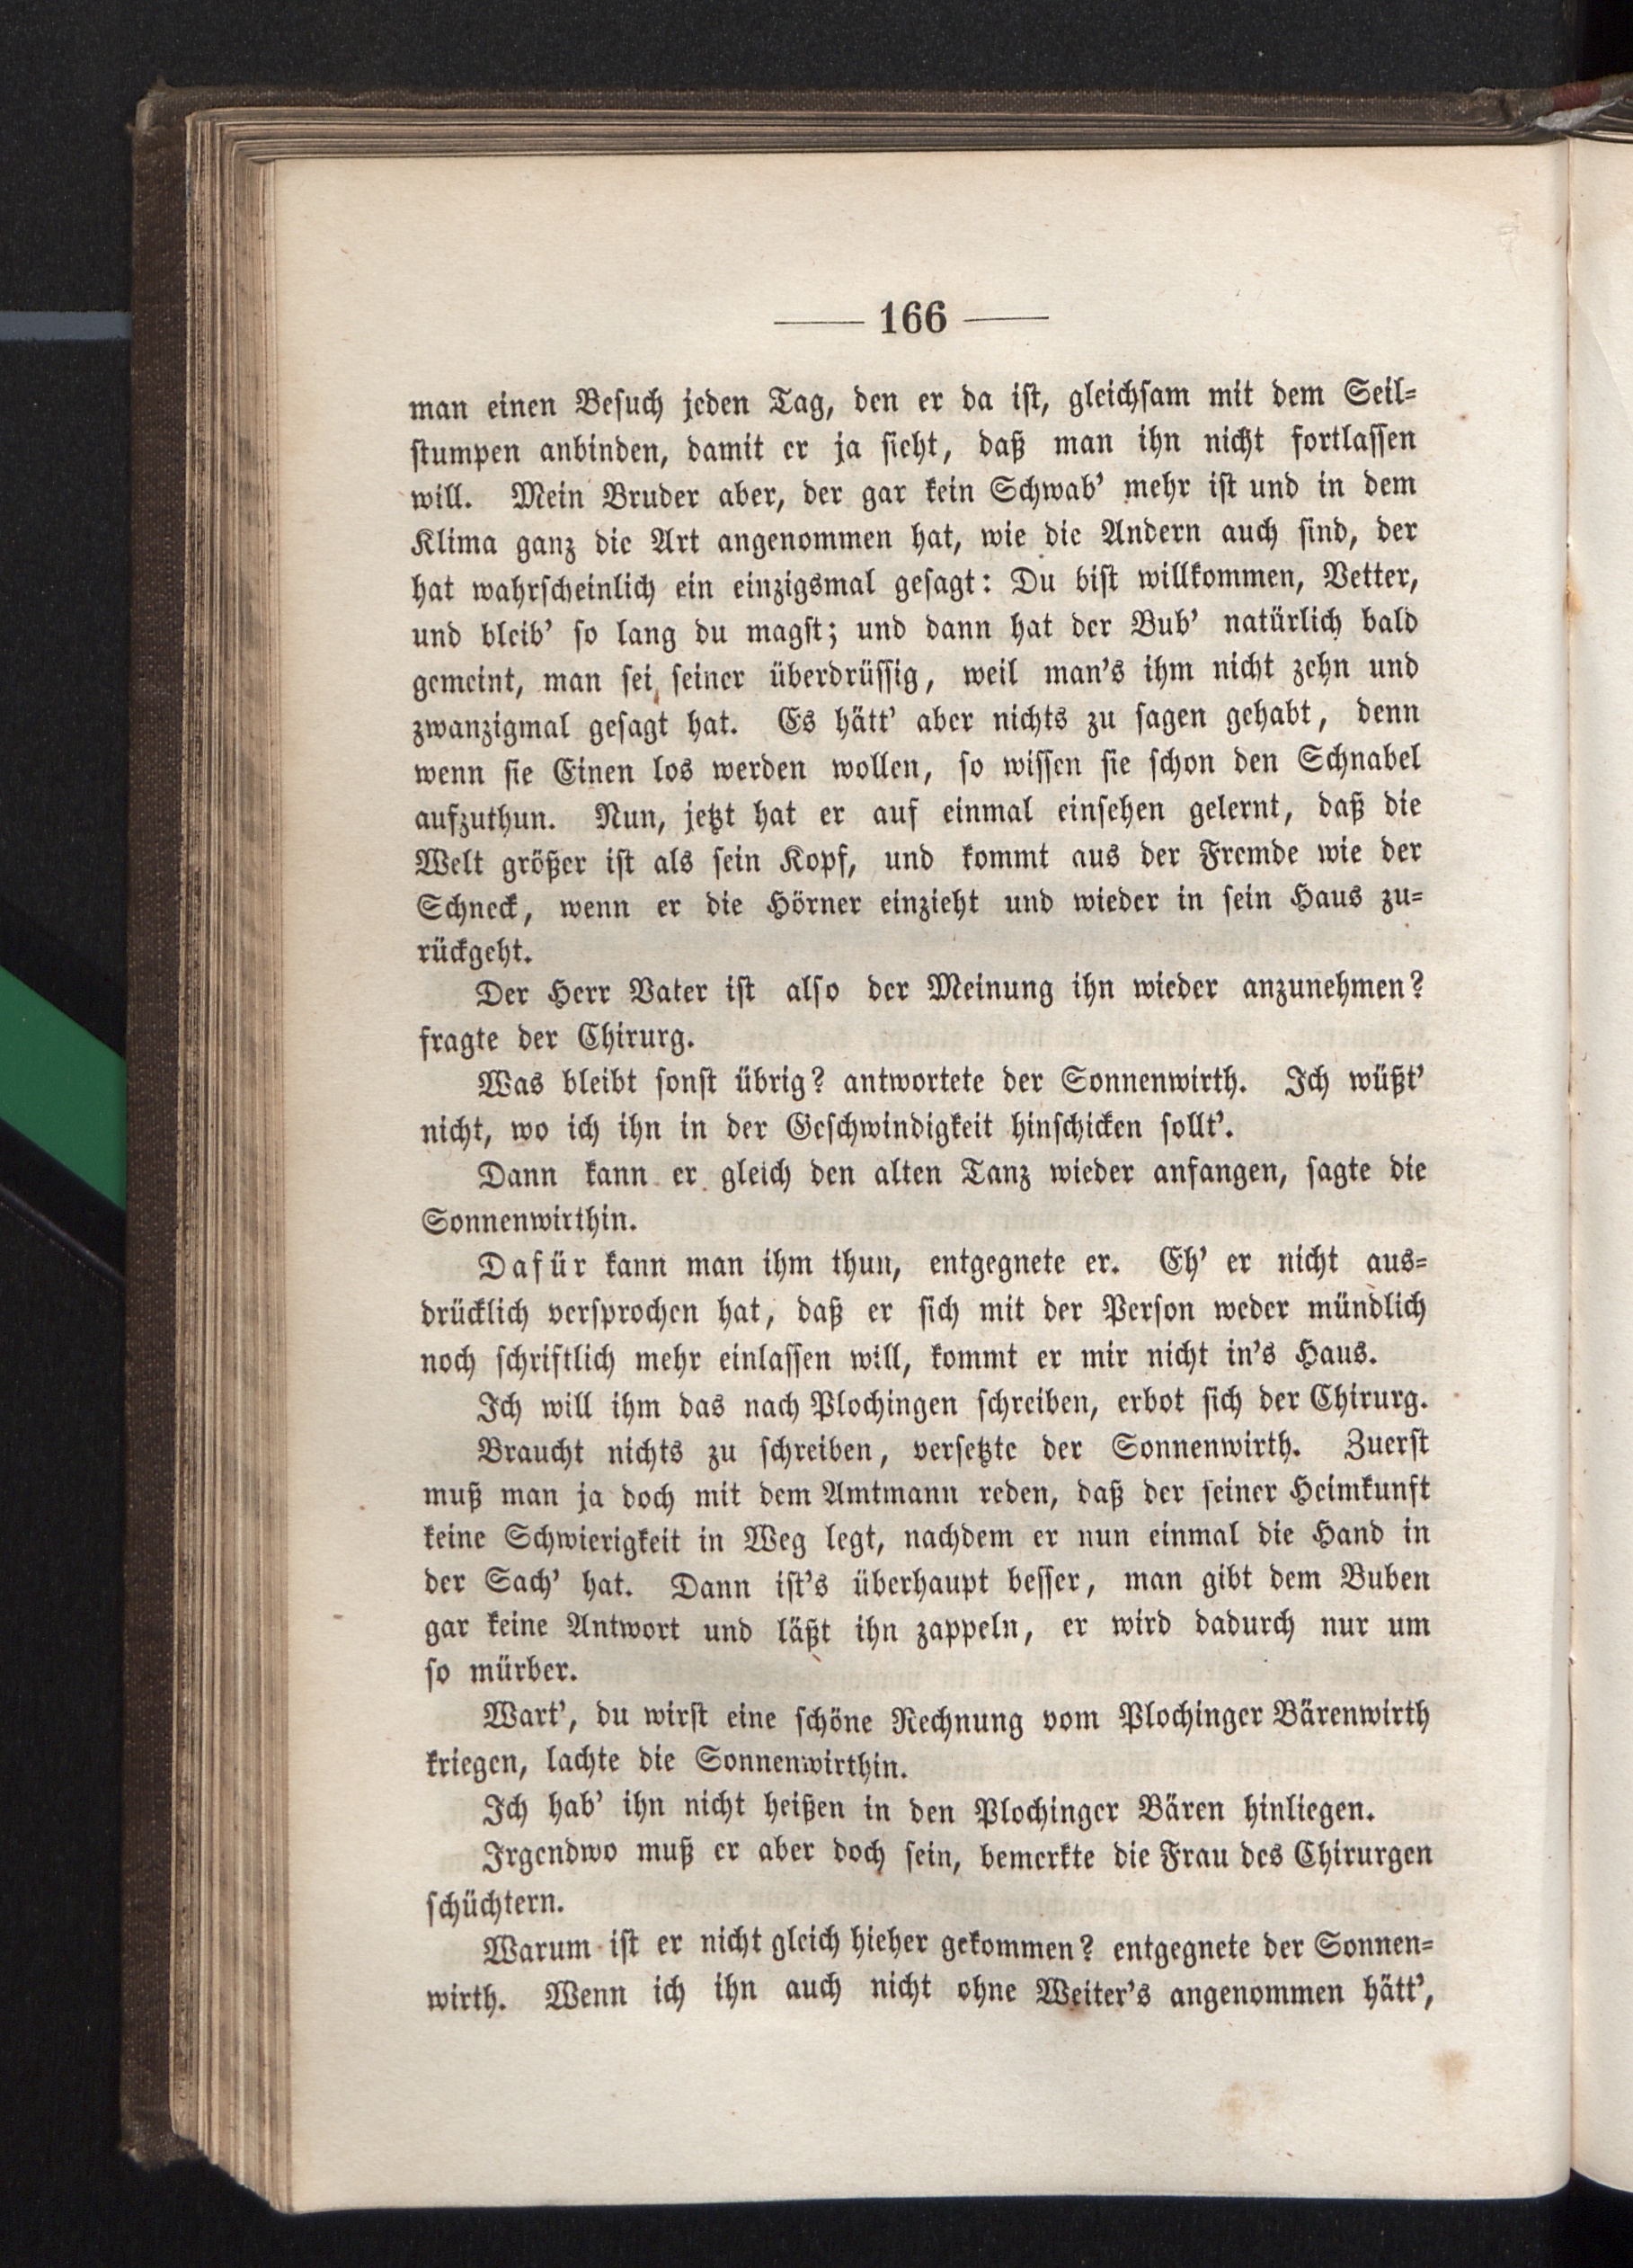 166
man einen Besuch jeden Tag, den er da ist, gleichsam mit dem Seil-
stumpen anbinden, damit er ja sieht, daß man ihn nicht fortlassen
will. Mein Bruder aber, der gar kein Schwab' mehr ist und in dem
Klima ganz die Art angenommen hat, wie die Andern auch sind, der
hat wahrscheinlich ein einzigsmal gesagt: Du bist willkommen, Vetter,
und bleib' so lang du magst; und dann hat der Bub' natürlich bald
gemeint, man sei seiner überdrüssig, weil man's ihm nicht zehn und
zwanzigmal gesagt hat. Es hätt' aber nichts zu sagen gehabt, denn
wenn sie Einen los werden wollen, so wissen sie schon den Schnabel
aufzuthun. Nun, jetzt hat er auf einmal einsehen gelernt, daß die
Welt größer ist als sein Kopf, und kommt aus der Fremde wie der
Schneck, wenn er die Hörner einzieht und wieder in sein Haus zu-
rückgeht.
Der Herr Vater ist also der Meinung ihn wieder anzunehmen?
fragte der Chirurg.
Was bleibt sonst übrig? antwortete der Sonnenwirth. Ich wüßt'
nicht, wo ich ihn in der Geschwindigkeit hinschicken sollt'.
Dann kann er gleich den alten Tanz wieder anfangen, sagte die
Sonnenwirthin.
Dafür kann man ihm thun, entgegnete er. Eh' er nicht aus-
drücklich versprochen hat, daß er sich mit der Person weder mündlich
noch schriftlich mehr einlassen will, kommt er mir nicht in's Haus.
Ich will ihm das nach Plochingen schreiben, erbot sich der Chirurg.
Braucht nichts zu schreiben, versetzte der Sonnenwirth. Zuerst
muß man ja doch mit dem Amtmann reden, daß der seiner Heimkunft
keine Schwierigkeit in Weg legt, nachdem er nun einmal die Hand in
der Sach' hat. Dann ist's überhaupt besser, man gibt dem Buben
gar keine Antwort und läßt ihn zappeln, er wird dadurch nur um
so mürber.
Wart', du wirst eine schöne Rechnung vom Plochinger Bärenwirth
kriegen, lachte die Sonnenwirthin.
Ich hab' ihn nicht heißen in den Plochinger Bären hinliegen.
Irgendwo muß er aber doch sein, bemerkte die Frau des Chirurgen
schüchtern.
Warum ist er nicht gleich hieher gekommen? entgegnete der Sonnen-
wirth. Wenn ich ihn auch nicht ohne Weiter's angenommen hätt',